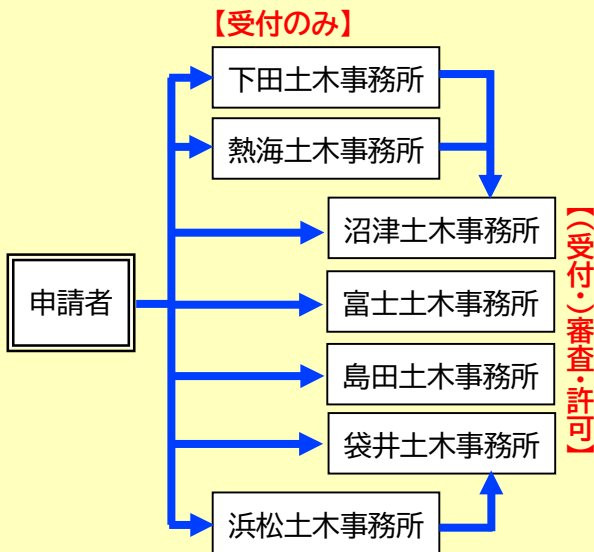 【受付のみ】
下田土木事務所
熱海土木事務所
沼津土木事務所
申請者
富士土木事務所
島田土木事務所
袋井土木事務所
浜松土木事務所
【(受付・)審査・許可】